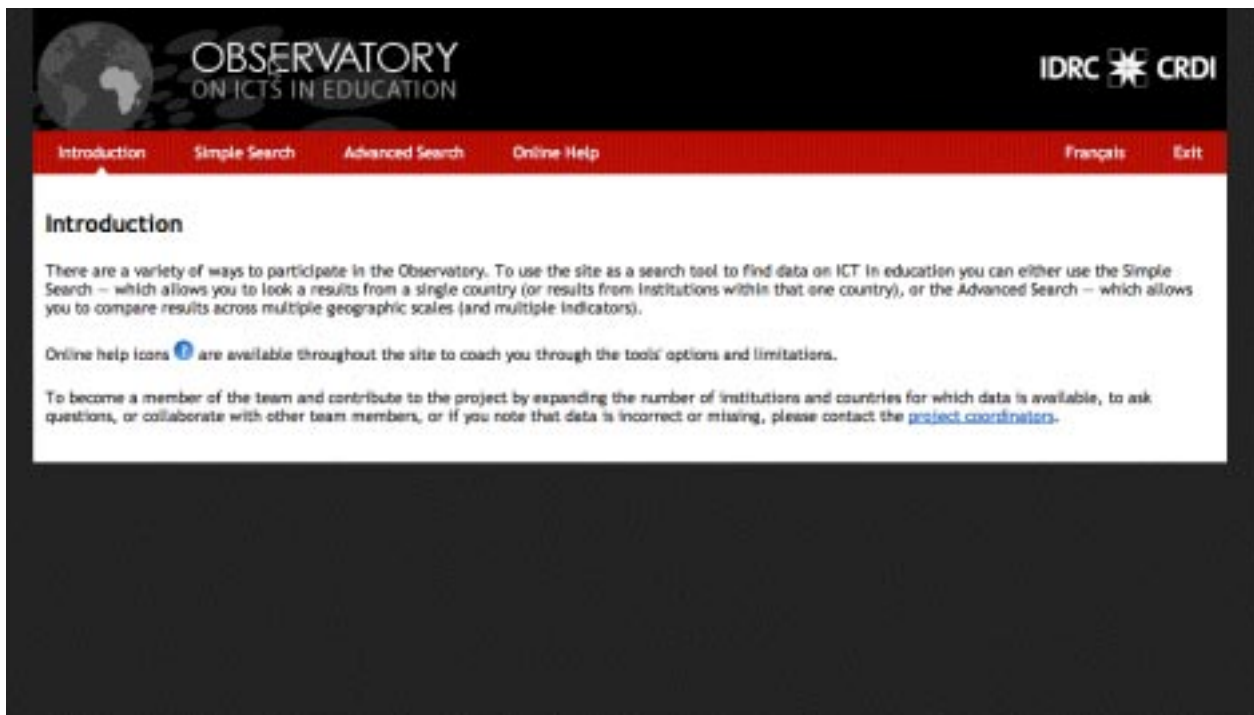 OBSERVATORY
ON ICTS IN EDUCATION
IDRC CRDI
Introduction Simple Search Advanced Search Online Help Français Exit
Introduction
There are a variety of ways to participate in the Observatory. To use the site as a search tool to find data on ICT in education you can either use the Simple
Search — which allows you to look a results from a single country (or results from institutions within that one country), or the Advanced Search — which allows
you to compare results across multiple geographic scales (and multiple indicators).
Online help icons ? are available throughout the site to coach you through the tools' options and limitations.
To become a member of the team and contribute to the project by expanding the number of institutions and countries for which data is available, to ask
questions, or collaborate with other team members, or if you note that data is incorrect or missing, please contact the project coordinators.